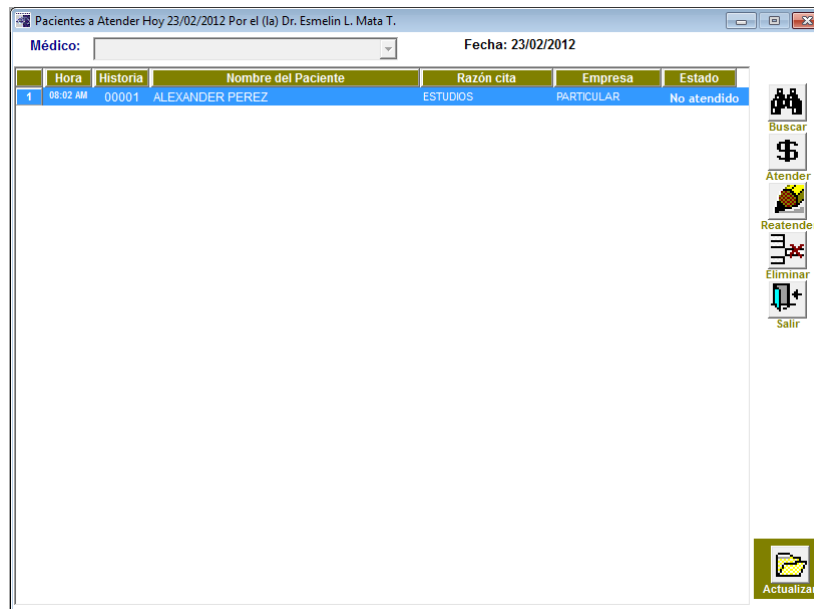 Pacientes a Atender Hoy 23/02/2012 Por el (la) Dr. Esmelin L. Mata T.
Médico:
Fecha: 23/02/2012
Hora Historia Nombre del Paciente Razón cita Empresa Estado
1 08:02 AM 00001 ALEXANDER PEREZ ESTUDIOS PARTICULAR No atendido
Buscar
$
Atender
Reatende
Eliminar
Salir
Actualizar